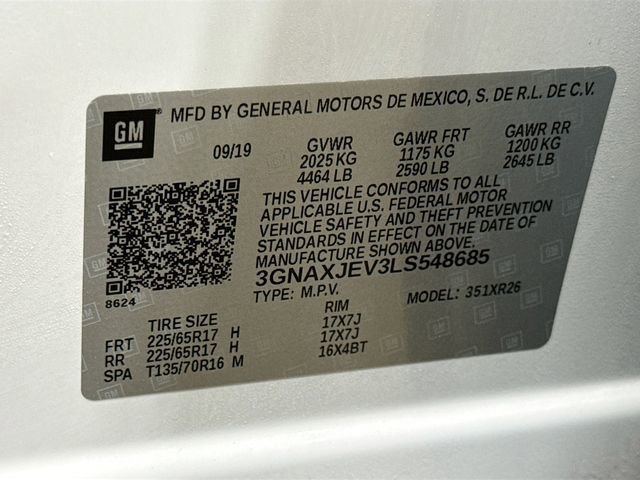 GM
MFD BY GENERAL MOTORS DE MEXICO, S. DE R.L. DE C.V.
09/19 GVWR GAWR FRT GAWR RR
2025 KG 1175 KG 1200 KG
4464 LB 2590 LB 2645 LB
THIS VEHICLE CONFORMS TO ALL
APPLICABLE U.S. FEDERAL MOTOR
VEHICLE SAFETY AND THEFT PREVENTION
STANDARDS IN EFFECT ON THE DATE OF
MANUFACTURE SHOWN ABOVE.
3GNAXJEV3LS548685
8624
TYPE: M.P.V. MODEL: 351XR26
TIRE SIZE RIM
FRT 225/65R17 H 17X7J
RR 225/65R17 H 17X7J
SPA T135/70R16 M 16X4BT